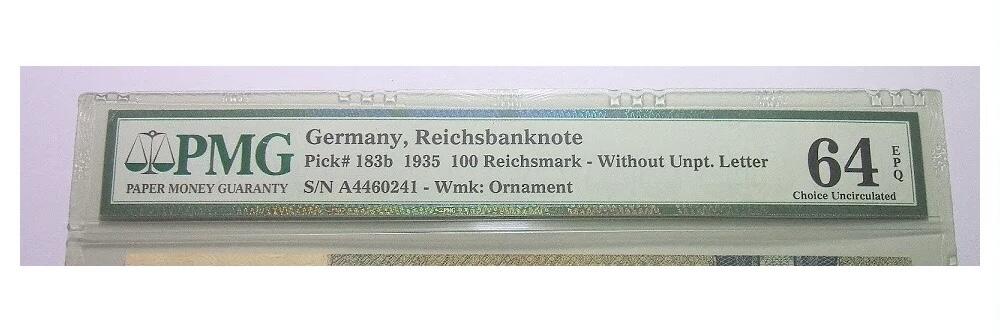 PMG
PAPER MONEY GUARANTY
Germany, Reichsbanknote
Pick# 183b 1935 100 Reichsmark - Without Unpt. Letter
S/N A4460241 - Wmk: Ornament
64
EPQ
Choice Uncirculated